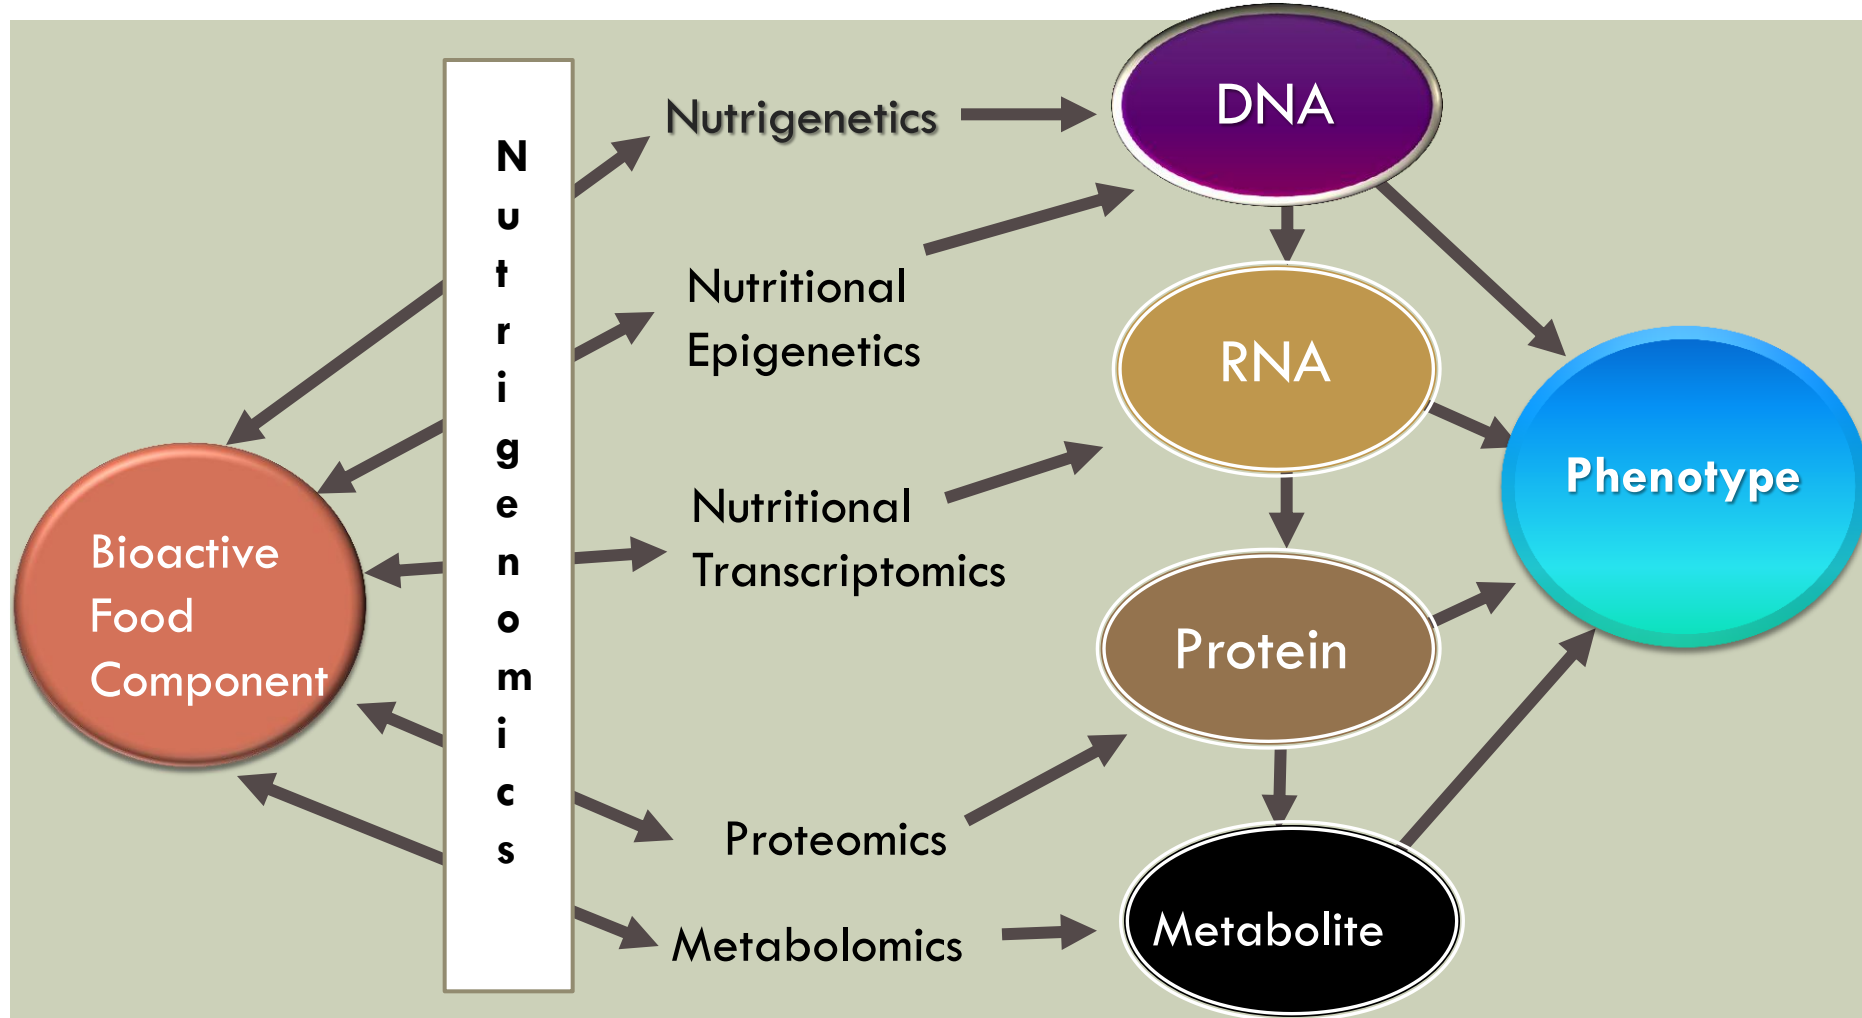 Nutrigenomics
Bioactive
Food
Component
Nutrigenetics
Nutritional
Epigenetics
Nutritional
Transcriptomics
Proteomics
Metabolomics
DNA
RNA
Protein
Metabolite
Phenotype